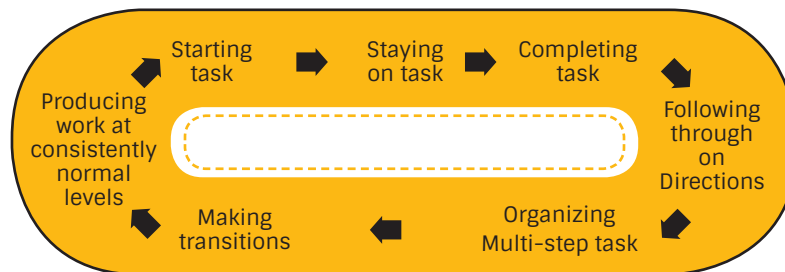 Starting
task
Staying
on task
Completing
task
Following
through
on
Directions
Organizing
Multi-step task
Making
transitions
Producing
work at
consistently
normal
levels